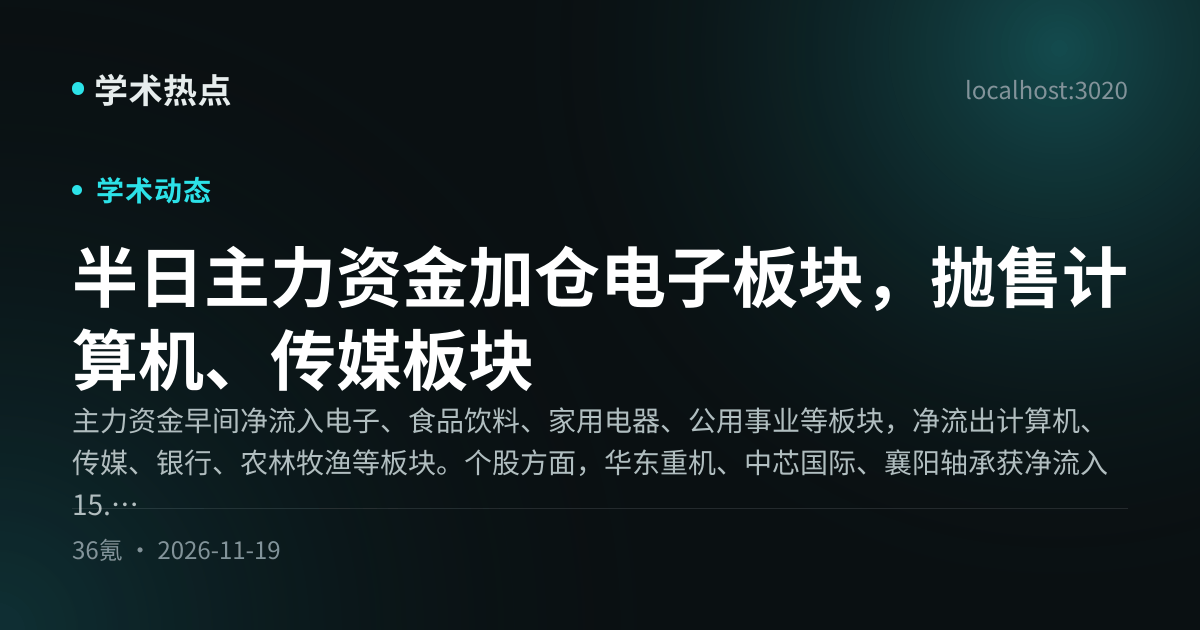 学术热点
localhost:3020
学术动态
半日主力资金加仓电子板块，抛售计
算机、传媒板块
主力资金早间净流入电子、食品饮料、家用电器、公用事业等板块，净流出计算机、
传媒、银行、农林牧渔等板块。个股方面，华东重机、中芯国际、襄阳轴承获净流入
15.…
36氪 · 2026-11-19